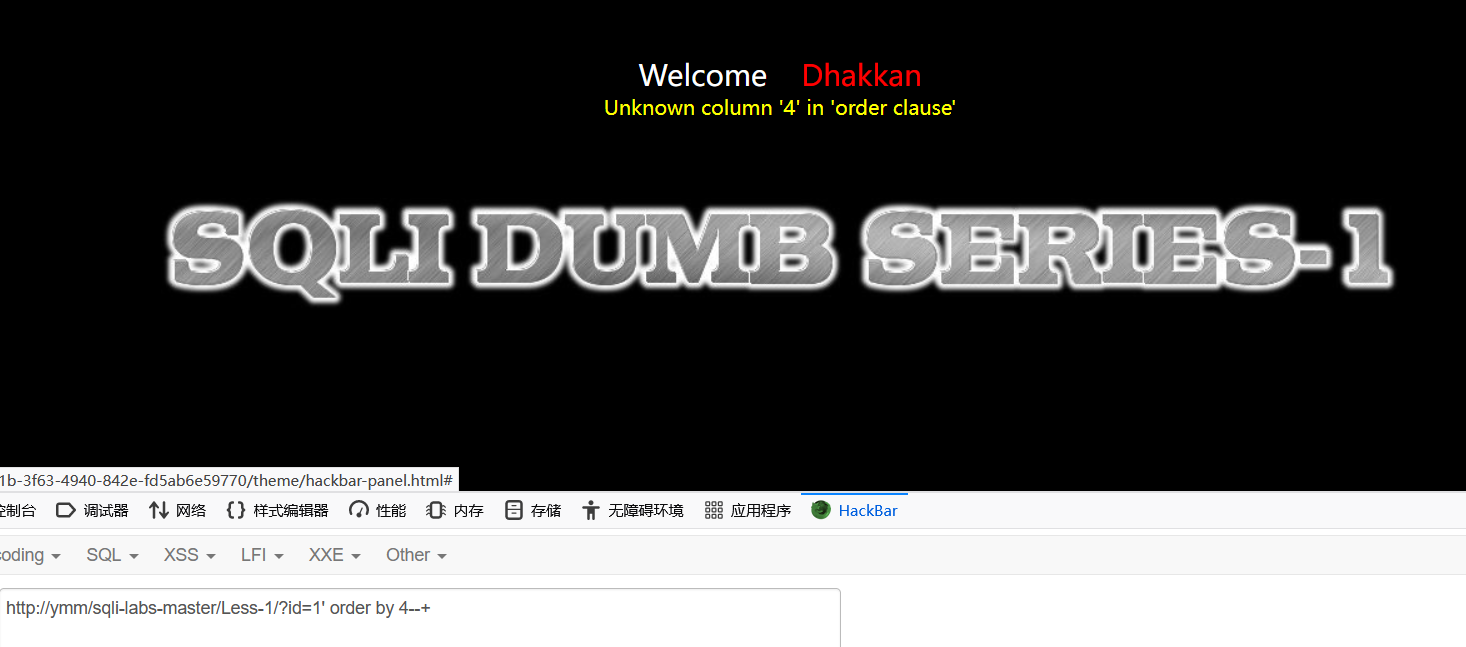 Welcome Dhakkan
Unknown column '4' in 'order clause'
SQLI DUMB SERIES-1
1b-3f63-4940-842e-fd5ab6e59770/theme/hackbar-panel.html#
控制台 调试器 网络 样式编辑器 性能 内存 存储 无障碍环境 应用程序 HackBar
oding SQL XSS LFI XXE Other
http://ymm/sqli-labs-master/Less-1/?id=1' order by 4--+